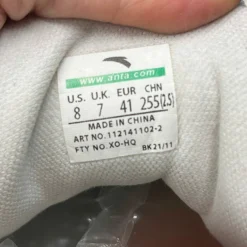 www.anta.com
U.S. U.K. EUR CHN
8 7 41 255(2.5)
MADE IN CHINA
ART NO.112141102-2
FTY NO. XO-HQ BK21/11